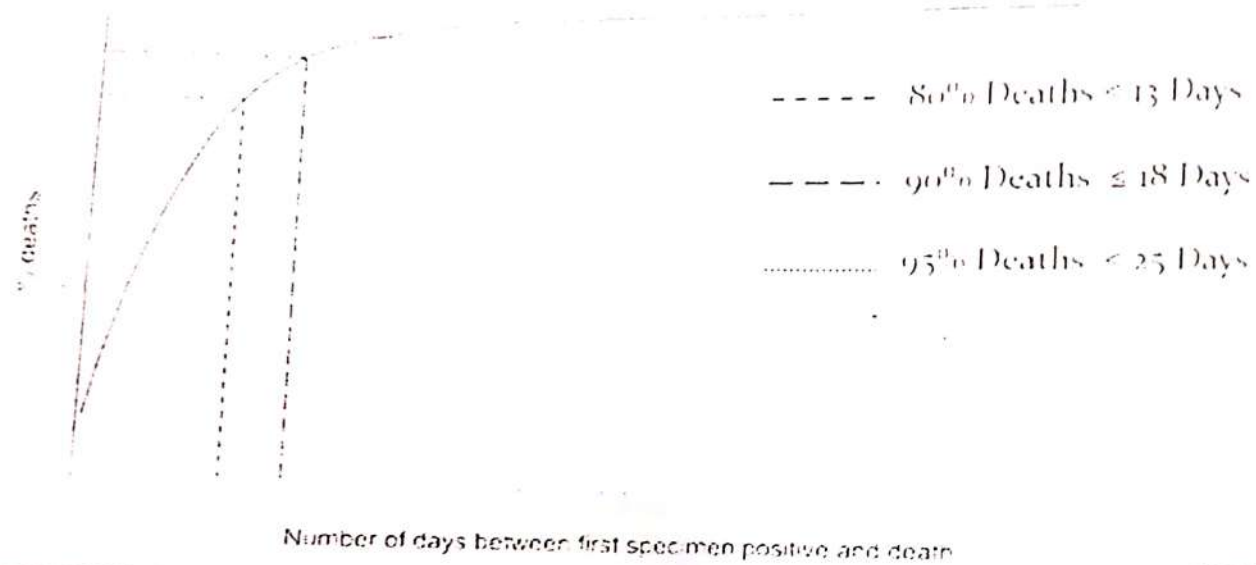 80% Deaths < 13 Days
90% Deaths ≤ 18 Days
95% Deaths < 25 Days
% Deaths
Number of days between first specimen positive and death